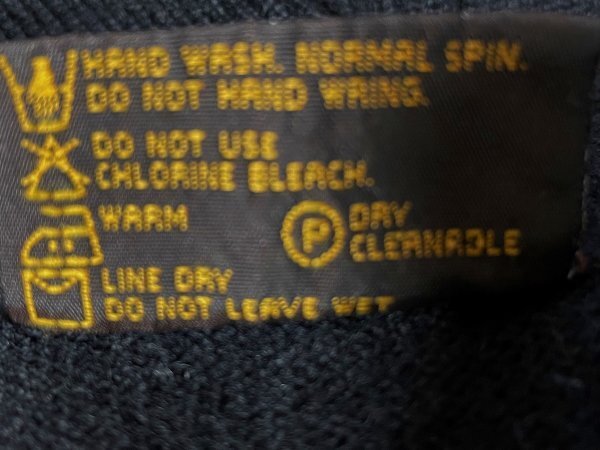 HAND WASH. NORMAL SPIN.
DO NOT HAND WRING.
DO NOT USE
CHLORINE BLEACH.
WARM
P
DRY
CLEANABLE
LINE DRY
DO NOT LEAVE WET